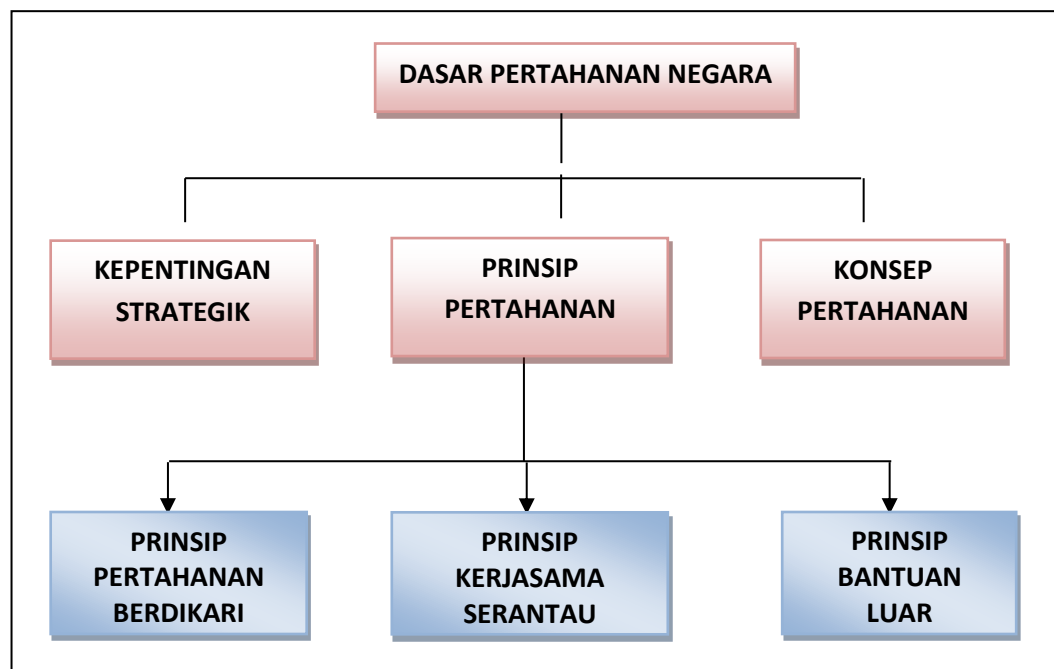 DASAR PERTAHANAN NEGARA
KEPENTINGAN
STRATEGIK
PRINSIP
PERTAHANAN
KONSEP
PERTAHANAN
PRINSIP
PERTAHANAN
BERDIKARI
PRINSIP
KERJASAMA
SERANTAU
PRINSIP
BANTUAN
LUAR